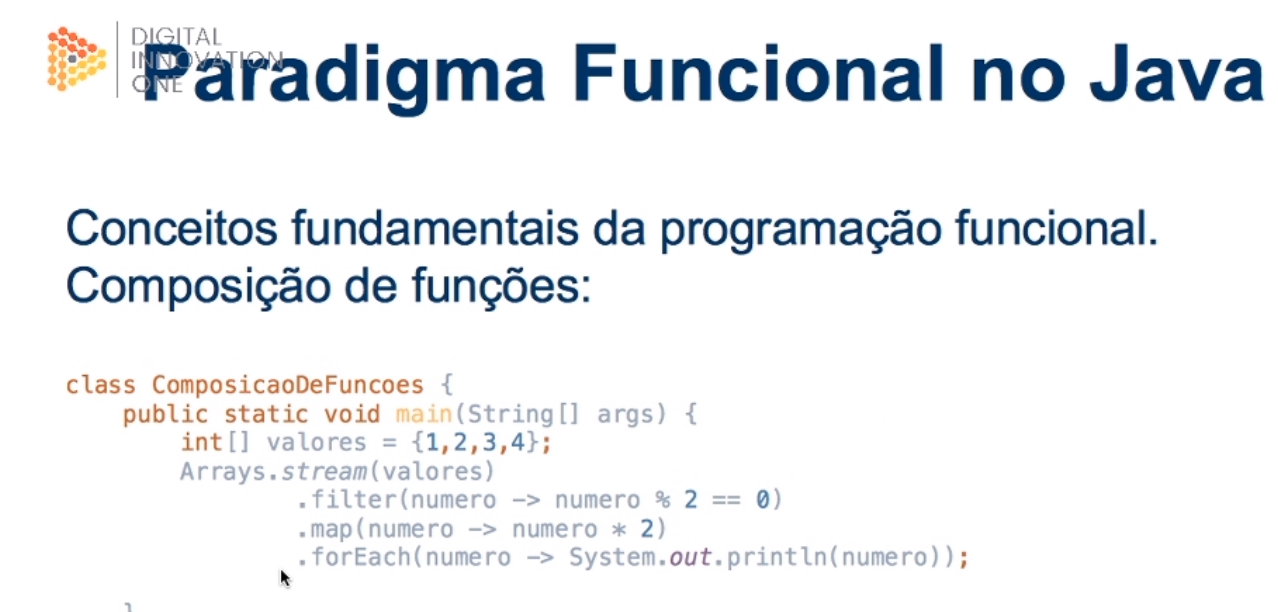 DIGITAL
INNOVATION
ONE
Paradigma Funcional no Java
Conceitos fundamentais da programação funcional.
Composição de funções:
class ComposicaoDeFuncoes {
    public static void main(String[] args) {
        int[] valores = {1,2,3,4};
        Arrays.stream(valores)
                .filter(numero -> numero % 2 == 0)
                .map(numero -> numero * 2)
                .forEach(numero -> System.out.println(numero));
    }